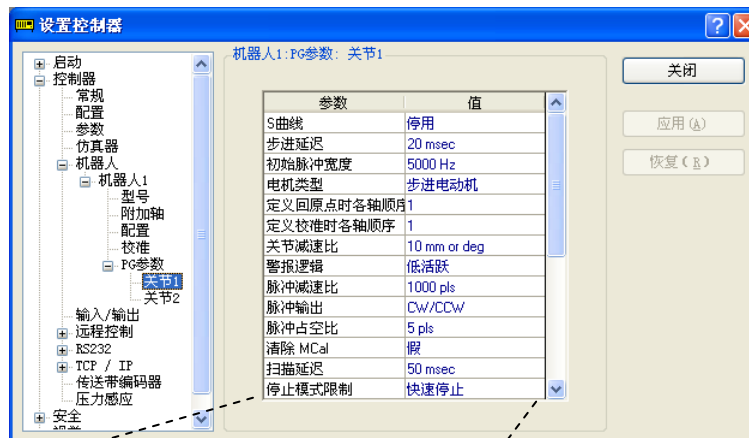 设置控制器
启动
控制器
常规
配置
参数
仿真器
机器人
机器人1
型号
附加轴
配置
校准
PG参数
关节1
关节2
输入/输出
远程控制
RS232
TCP / IP
传送带编码器
压力感应
安全
机器人1:PG参数: 关节1
参数 值
S曲线 停用
步进延迟 20 msec
初始脉冲宽度 5000 Hz
电机类型 步进电动机
定义回原点时各轴顺序 1
定义校准时各轴顺序 1
关节减速比 10 mm or deg
警报逻辑 低活跃
脉冲减速比 1000 pls
脉冲输出 CW/CCW
脉冲占空比 5 pls
清除 MCal 假
扫描延迟 50 msec
停止模式限制 快速停止
关闭
应用(A)
恢复(R)